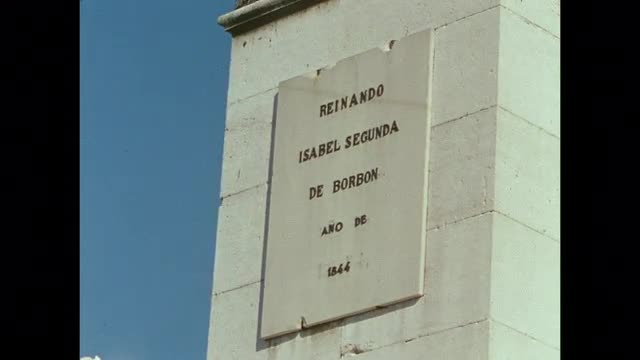 REINANDO
ISABEL SEGUNDA
DE BORBON
AÑO DE
1844